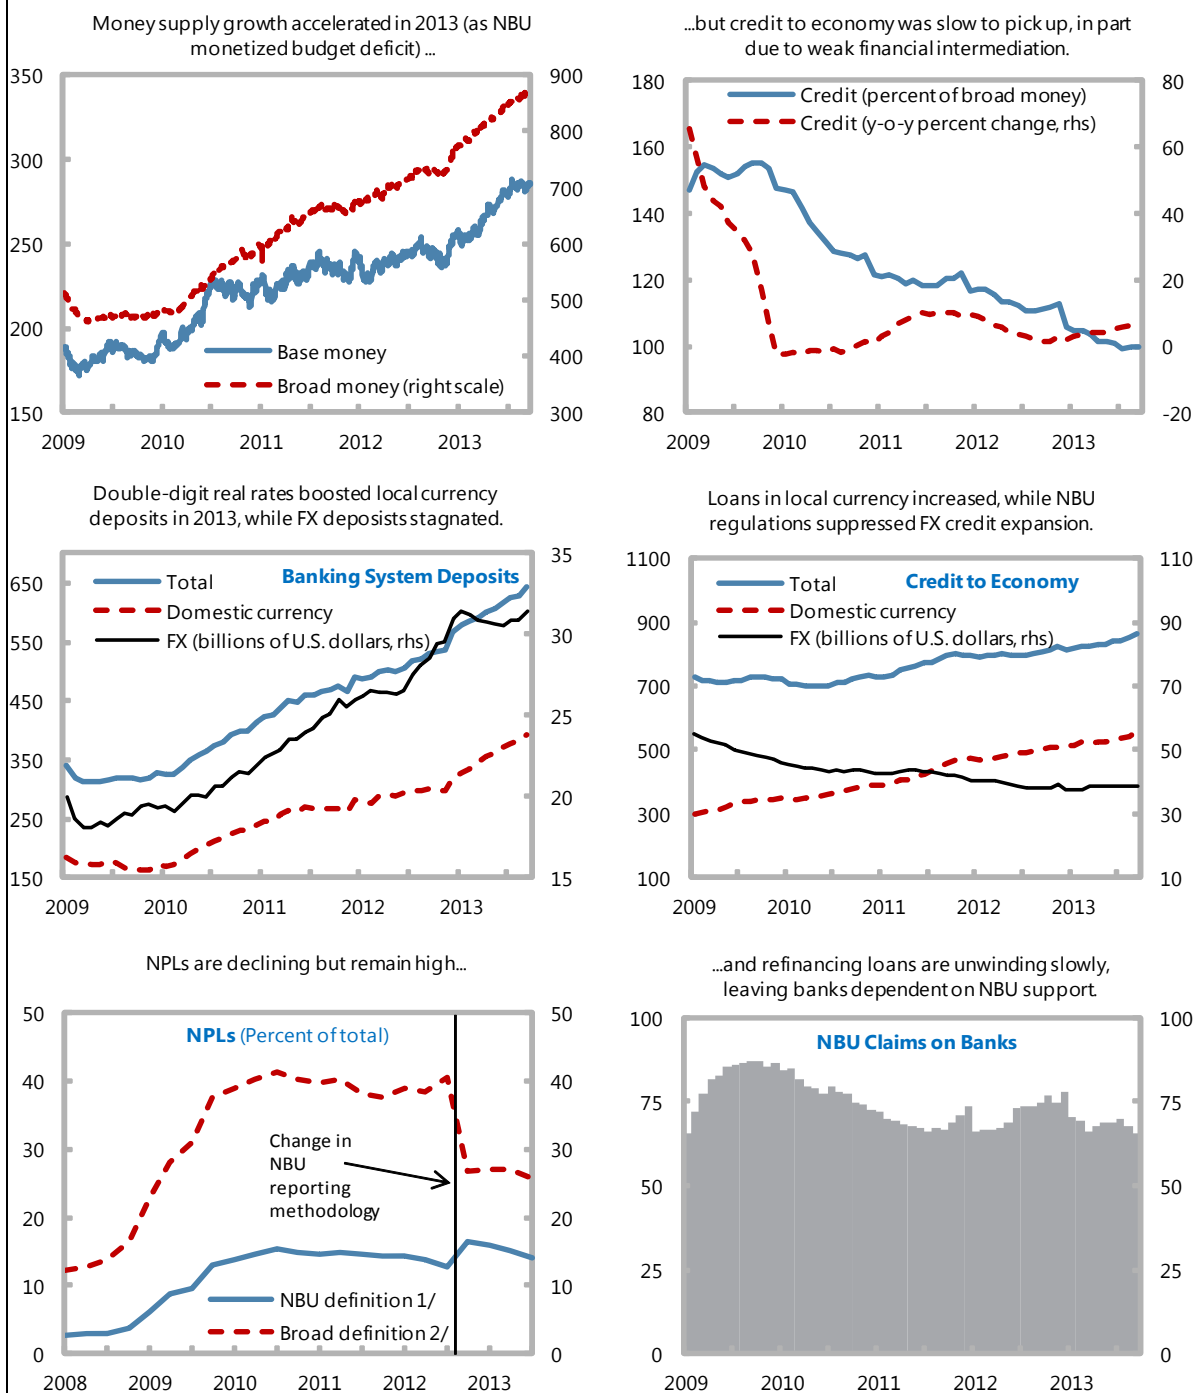 Money supply growth accelerated in 2013 (as NBU
monetized budget deficit) ...
350
300
250
200
150
900
800
700
600
500
400
300
Base money
Broad money (right scale)
2009 2010 2011 2012 2013
...but credit to economy was slow to pick up, in part
due to weak financial intermediation.
180
160
140
120
100
80
80
60
40
20
0
-20
Credit (percent of broad money)
Credit (y-o-y percent change, rhs)
2009 2010 2011 2012 2013
Double-digit real rates boosted local currency
deposits in 2013, while FX deposists stagnated.
650
550
450
350
250
150
35
30
25
20
15
Banking System Deposits
Total
Domestic currency
FX (billions of U.S. dollars, rhs)
2009 2010 2011 2012 2013
Loans in local currency increased, while NBU
regulations suppressed FX credit expansion.
1100
900
700
500
300
100
110
90
70
50
30
10
Credit to Economy
Total
Domestic currency
FX (billions of U.S. dollars, rhs)
2009 2010 2011 2012 2013
NPLs are declining but remain high...
50
40
30
20
10
0
50
40
30
20
10
0
NPLs (Percent of total)
Change in
NBU
reporting
methodology
NBU definition 1/
Broad definition 2/
2008 2009 2010 2011 2012 2013
...and refinancing loans are unwinding slowly,
leaving banks dependent on NBU support.
100
75
50
25
0
100
75
50
25
0
NBU Claims on Banks
2009 2010 2011 2012 2013